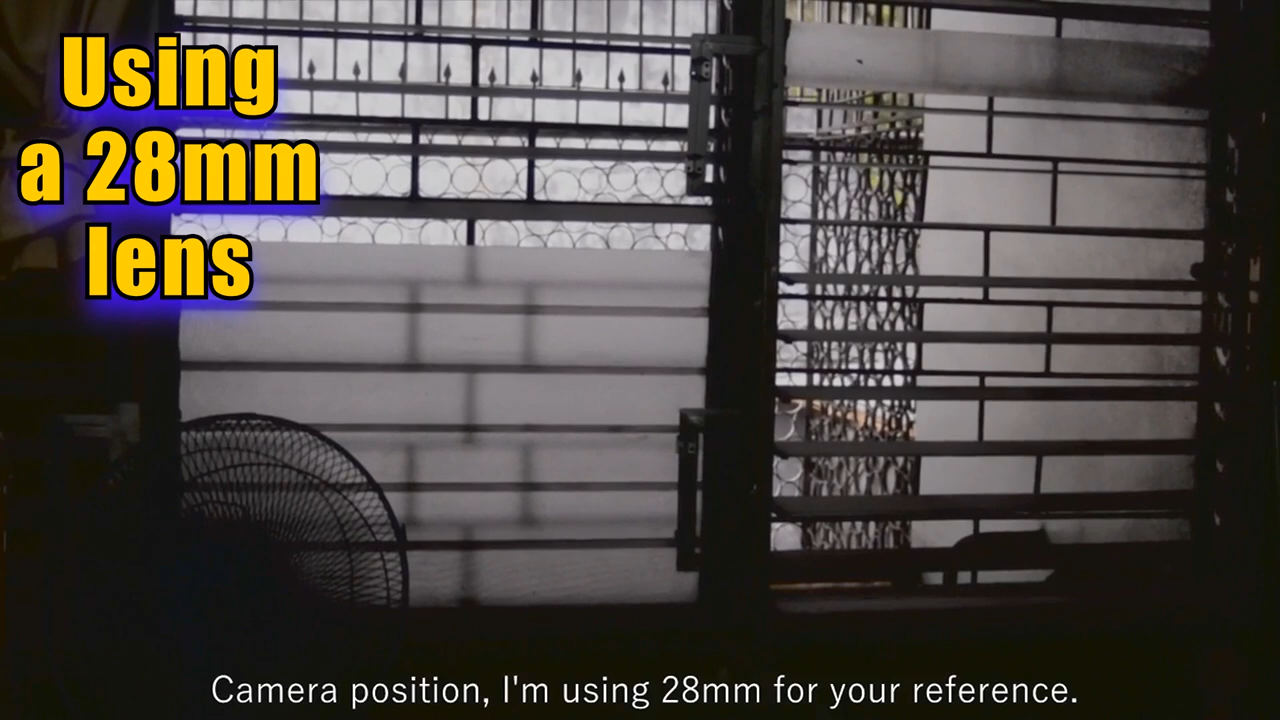 Using
a 28mm
lens
Camera position, I'm using 28mm for your reference.